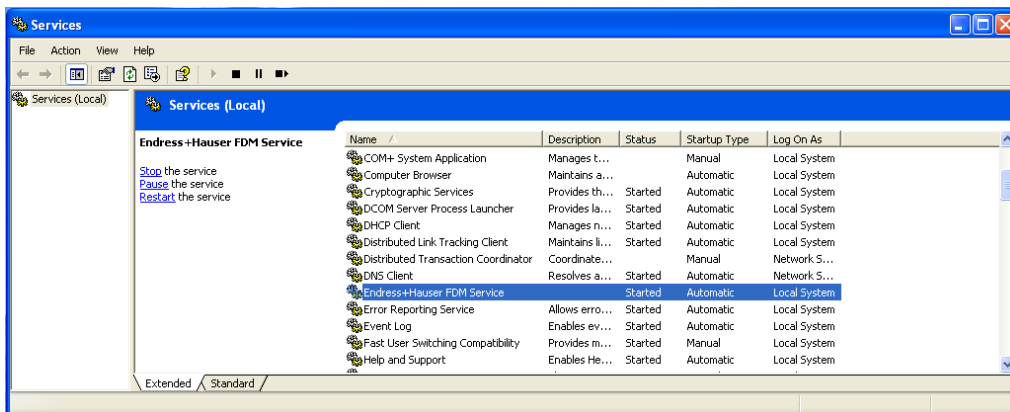 Services
File Action View Help
Services (Local)
Services (Local)
Endress+Hauser FDM Service
Stop the service
Pause the service
Restart the service
Name Description Status Startup Type Log On As
COM+ System Application Manages t... Manual Local System
Computer Browser Maintains a... Automatic Local System
Cryptographic Services Provides th... Started Automatic Local System
DCOM Server Process Launcher Provides la... Started Automatic Local System
DHCP Client Manages n... Started Automatic Local System
Distributed Link Tracking Client Maintains li... Started Automatic Local System
Distributed Transaction Coordinator Coordinate... Manual Network S...
DNS Client Resolves a... Started Automatic Network S...
Endress+Hauser FDM Service Started Automatic Local System
Error Reporting Service Allows erro... Started Automatic Local System
Event Log Enables ev... Started Automatic Local System
Fast User Switching Compatibility Provides m... Started Manual Local System
Help and Support Enables He... Started Automatic Local System
Extended Standard